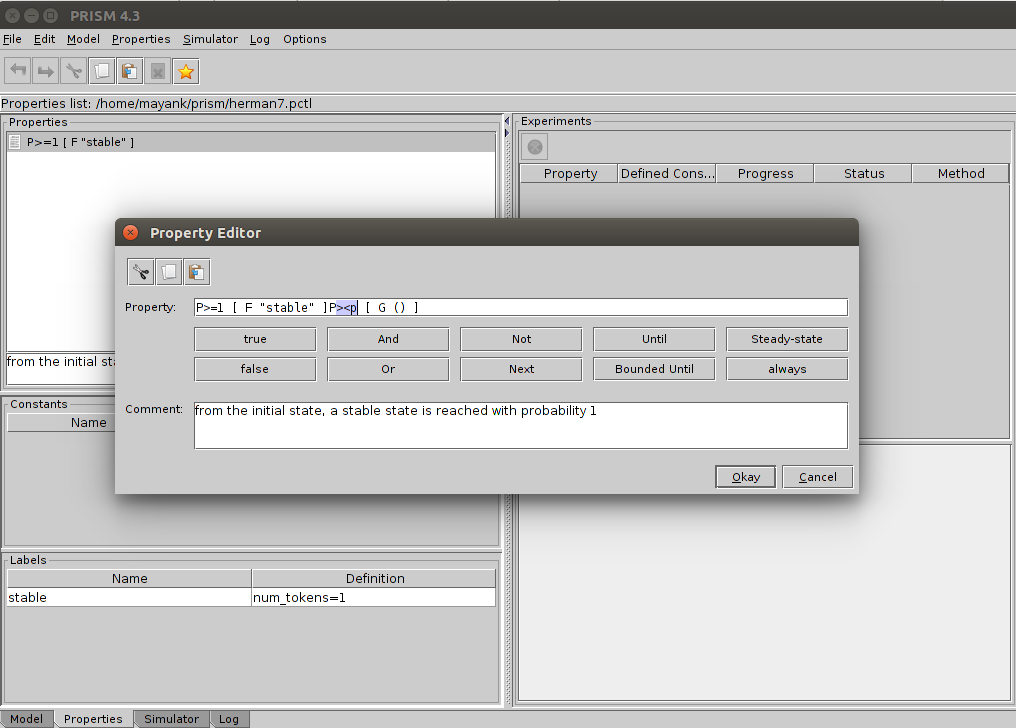 PRISM 4.3
File Edit Model Properties Simulator Log Options
Properties list: /home/mayank/prism/herman7.pctl
Properties
P>=1 [ F "stable" ]
from the initial sta
Experiments
Property Defined Cons... Progress Status Method
Property Editor
Property: P>=1 [ F "stable" ]P><p [ G () ]
true And Not Until Steady-state
false Or Next Bounded Until always
Comment: from the initial state, a stable state is reached with probability 1
Okay Cancel
Constants
Name
Labels
Name Definition
stable num_tokens=1
Model Properties Simulator Log